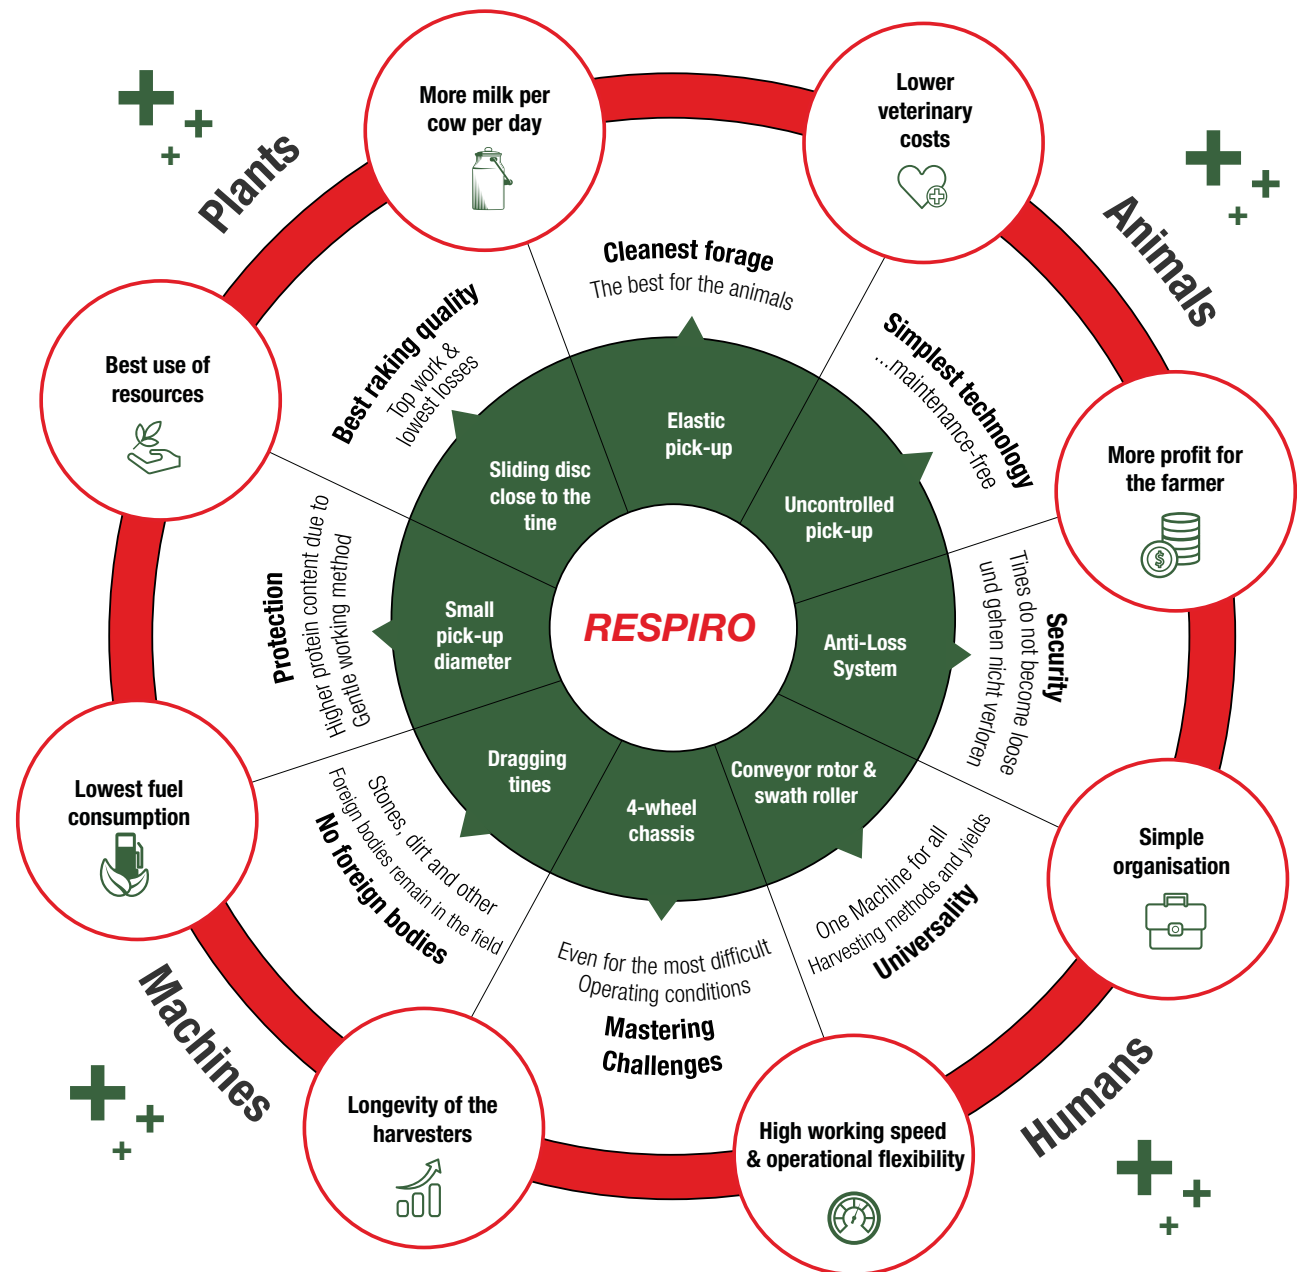 More milk per
cow per day
Lower
veterinary
costs
Plants
Animals
Cleanest forage
The best for the animals
Best raking quality
Top work &
lowest losses
Simplest technology
...maintenance-free
Best use of
resources
More profit for
the farmer
$
Elastic
pick-up
Sliding disc
close to the
tine
Uncontrolled
pick-up
Protection
Higher protein content due to
Gentle working method
Small
pick-up
diameter
RESPIRO
Anti-Loss
System
Security
Tines do not become loose
und gehen nicht verloren
Dragging
tines
4-wheel
chassis
Conveyor rotor &
swath roller
Lowest fuel
consumption
Simple
organisation
Stones, dirt and other
Foreign bodies remain in the field
No foreign bodies
Even for the most difficult
Operating conditions
Mastering
Challenges
One Machine for all
Harvesting methods and yields
Universality
Machines
Humans
Longevity of the
harvesters
High working speed
& operational flexibility